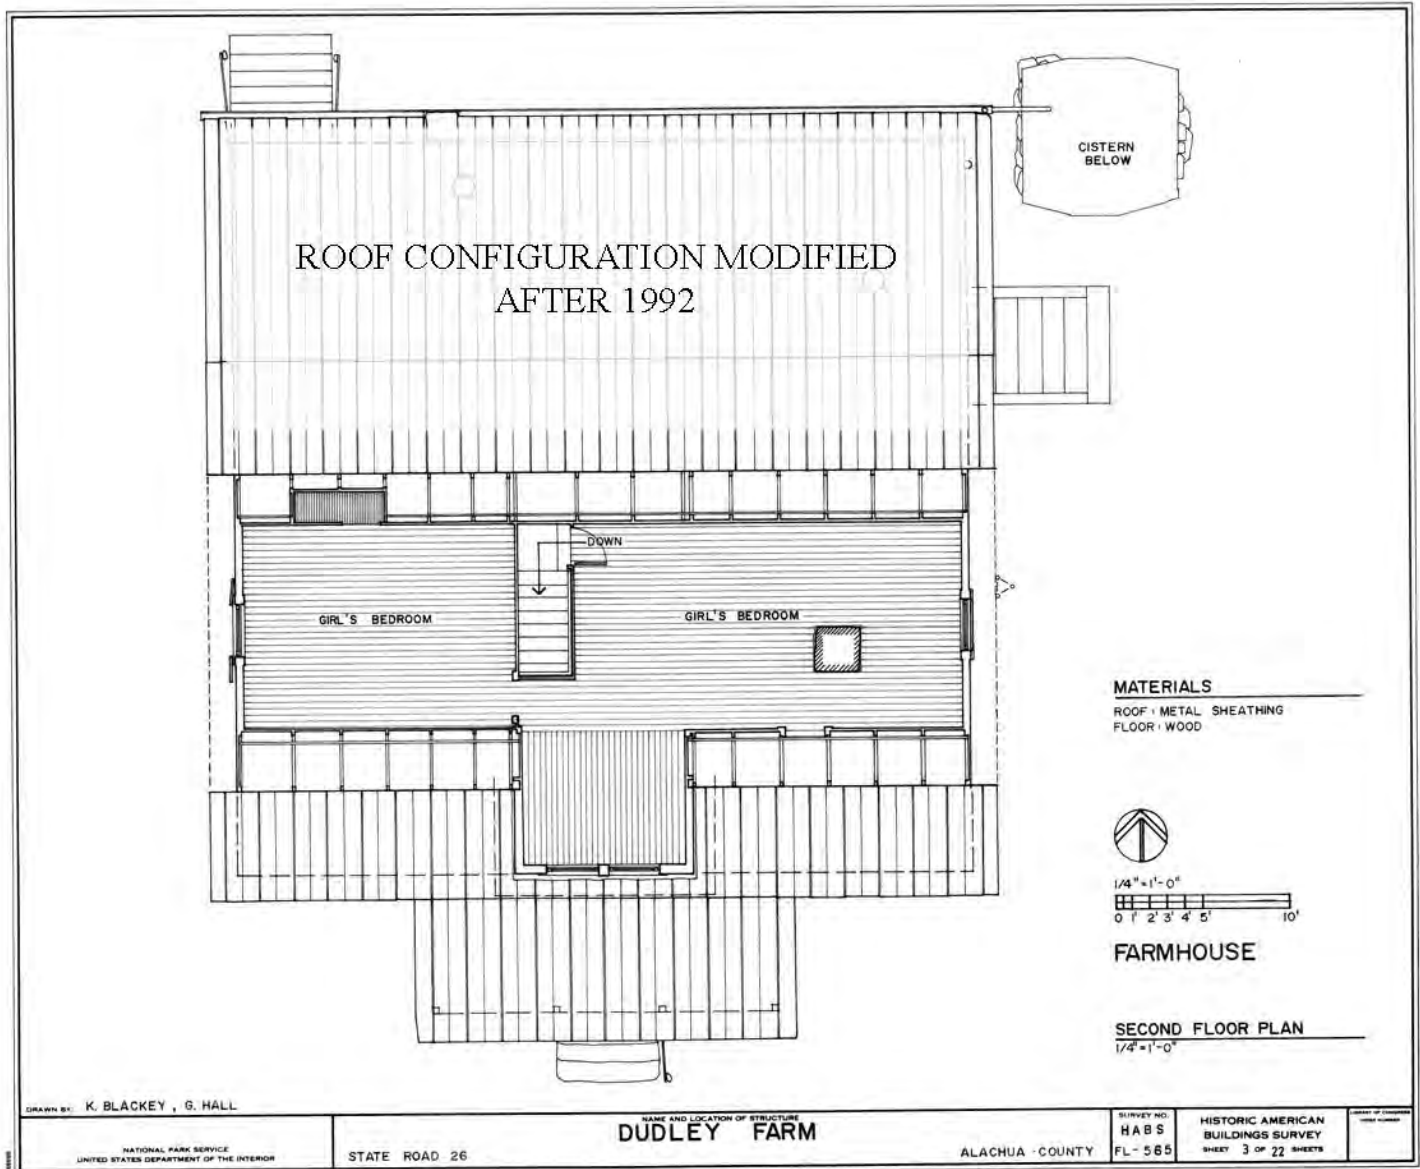 CISTERN
BELOW
ROOF CONFIGURATION MODIFIED
AFTER 1992
DOWN
GIRL'S BEDROOM
GIRL'S BEDROOM
MATERIALS
ROOF : METAL SHEATHING
FLOOR : WOOD
1/4" = 1'-0"
0 1' 2' 3' 4' 5' 10'
FARMHOUSE
SECOND FLOOR PLAN
1/4" = 1'-0"
DRAWN BY: K. BLACKEY , G. HALL
NATIONAL PARK SERVICE
UNITED STATES DEPARTMENT OF THE INTERIOR
STATE ROAD 26
NAME AND LOCATION OF STRUCTURE
DUDLEY FARM
ALACHUA COUNTY
SURVEY NO.
HABS
FL-565
HISTORIC AMERICAN
BUILDINGS SURVEY
SHEET 3 OF 22 SHEETS
LIBRARY OF CONGRESS